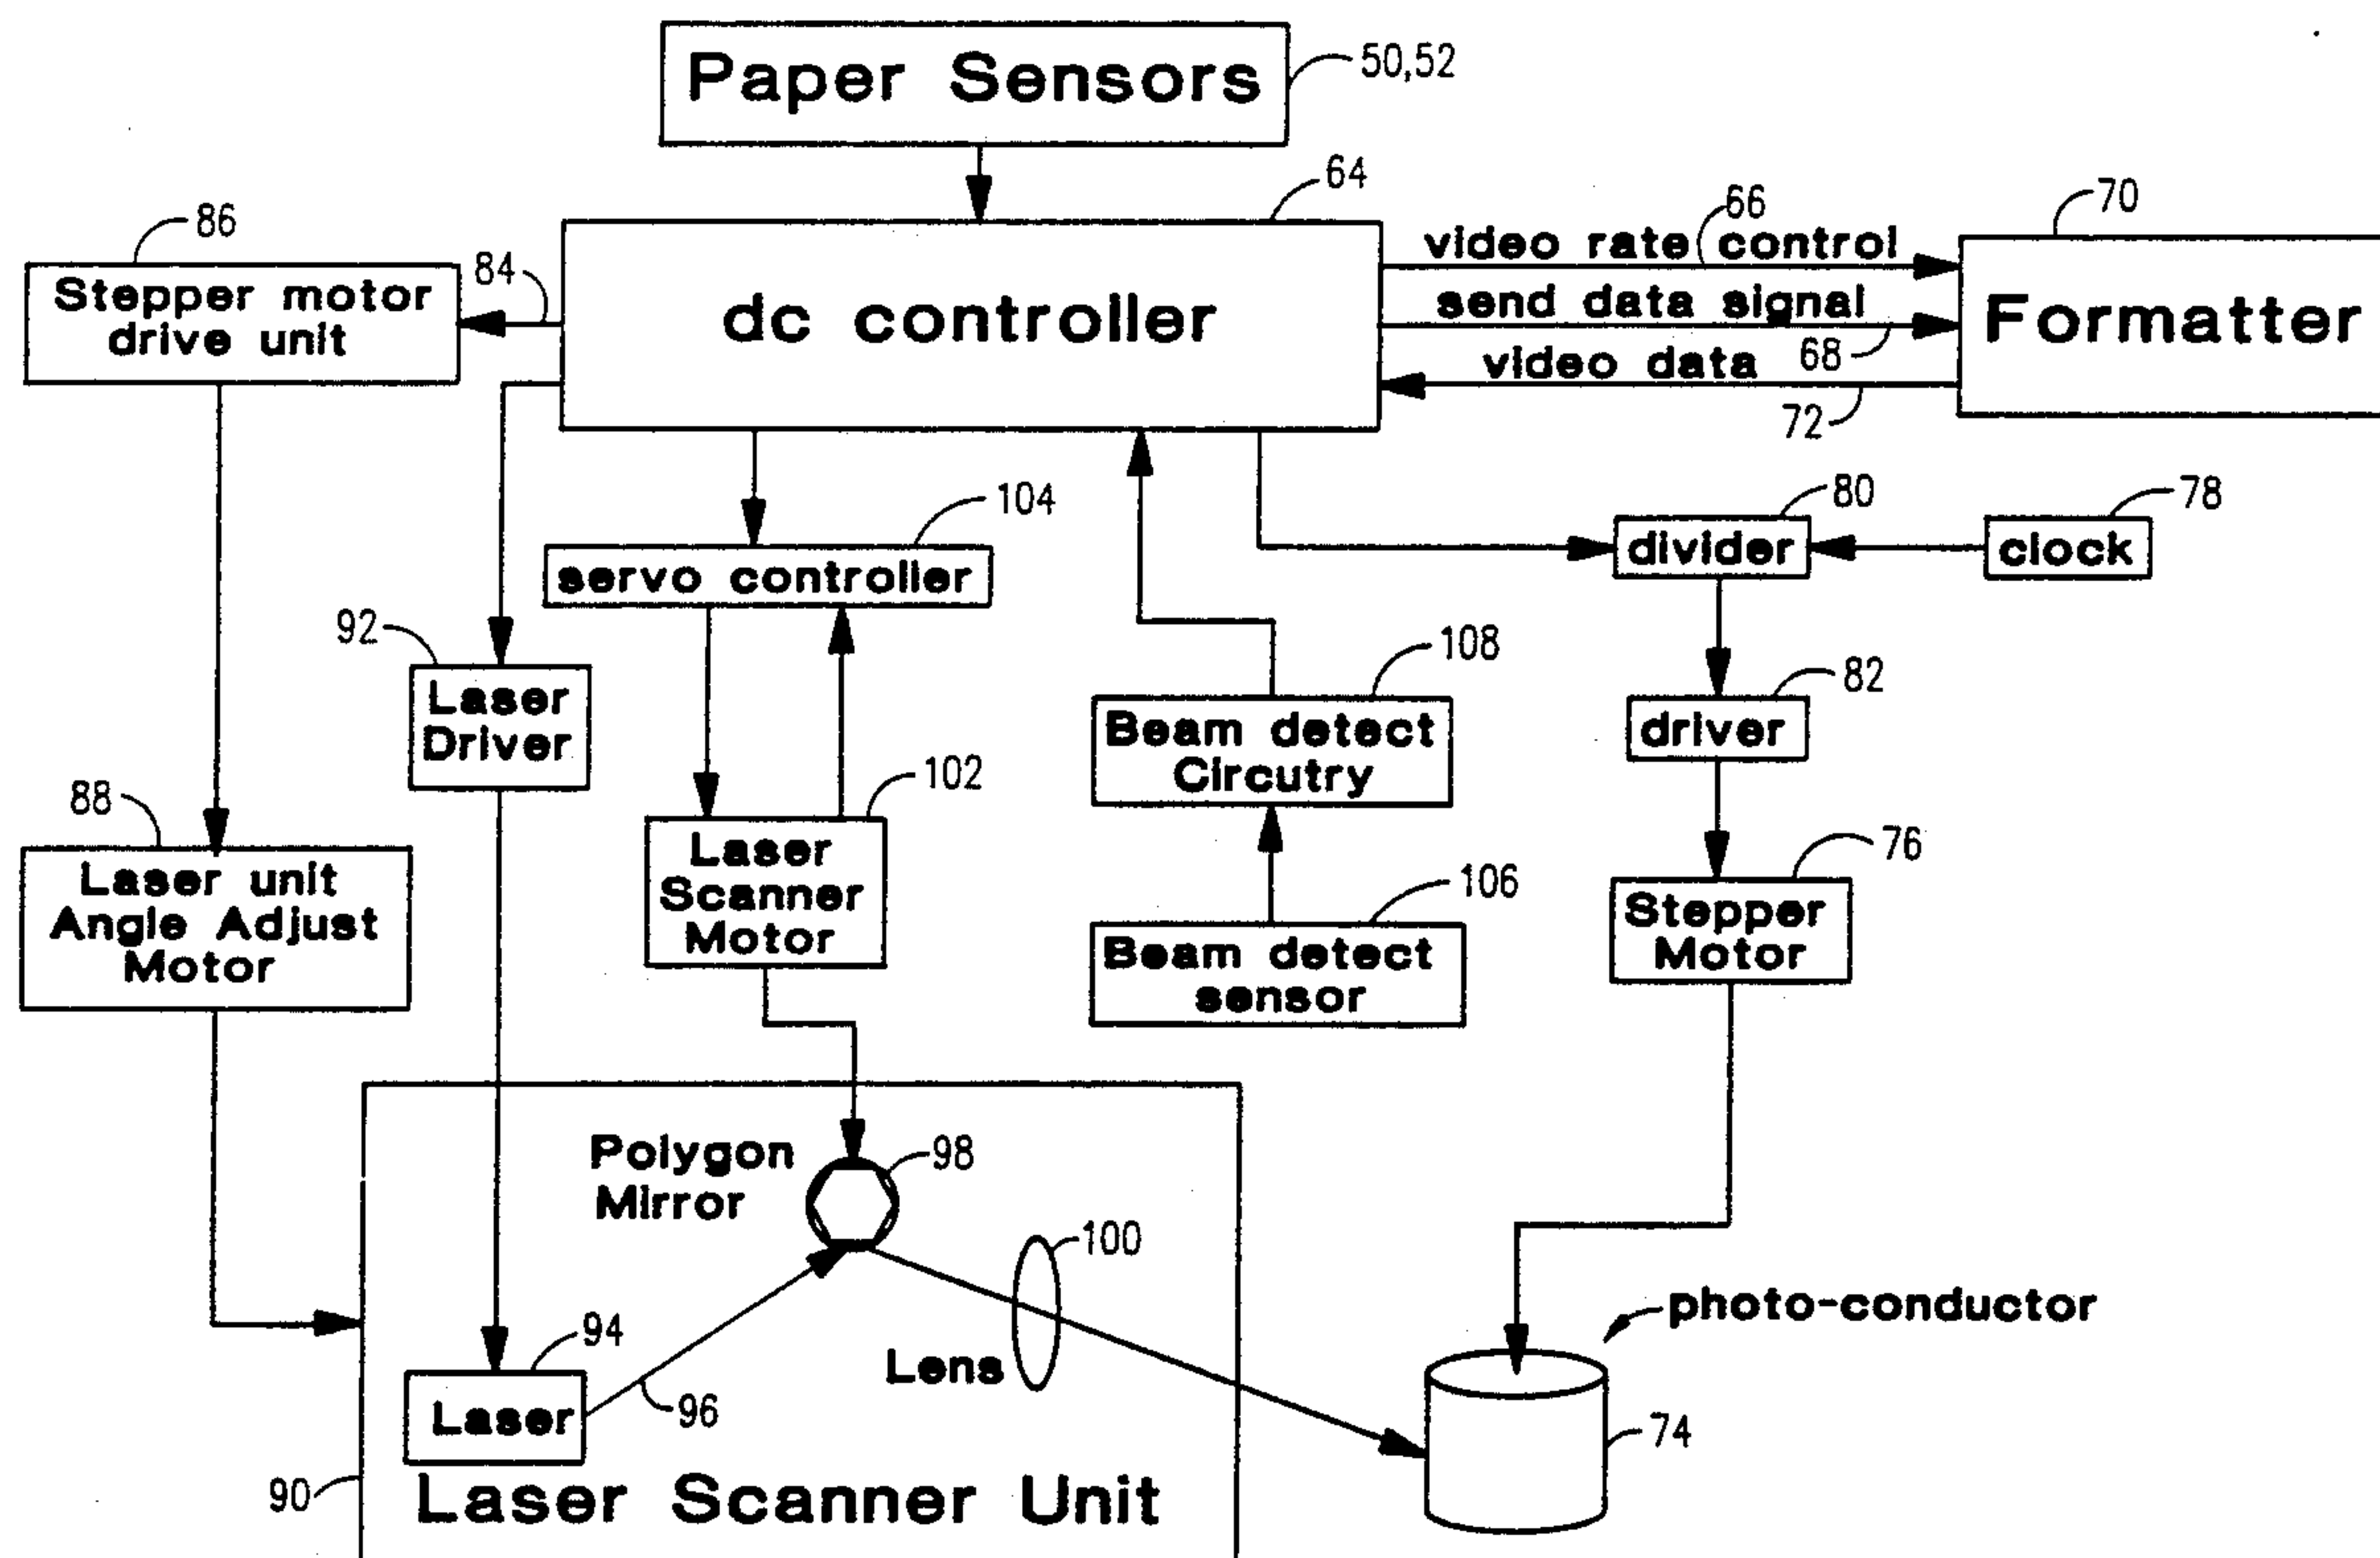 Paper Sensors
50,52
64
66
70
86
video rate control
84
Stepper motor
drive unit
dc controller
send data signal
68
Formatter
video data
72
104
80
78
servo controller
divider
clock
92
108
82
Laser
Driver
Beam detect
Circutry
driver
88
102
76
Laser unit
Angle Adjust
Motor
Laser
Scanner
Motor
106
Beam detect
sensor
Stepper
Motor
Polygon
Mirror
98
100
photo-conductor
94
Lens
Laser
96
74
90
Laser Scanner Unit